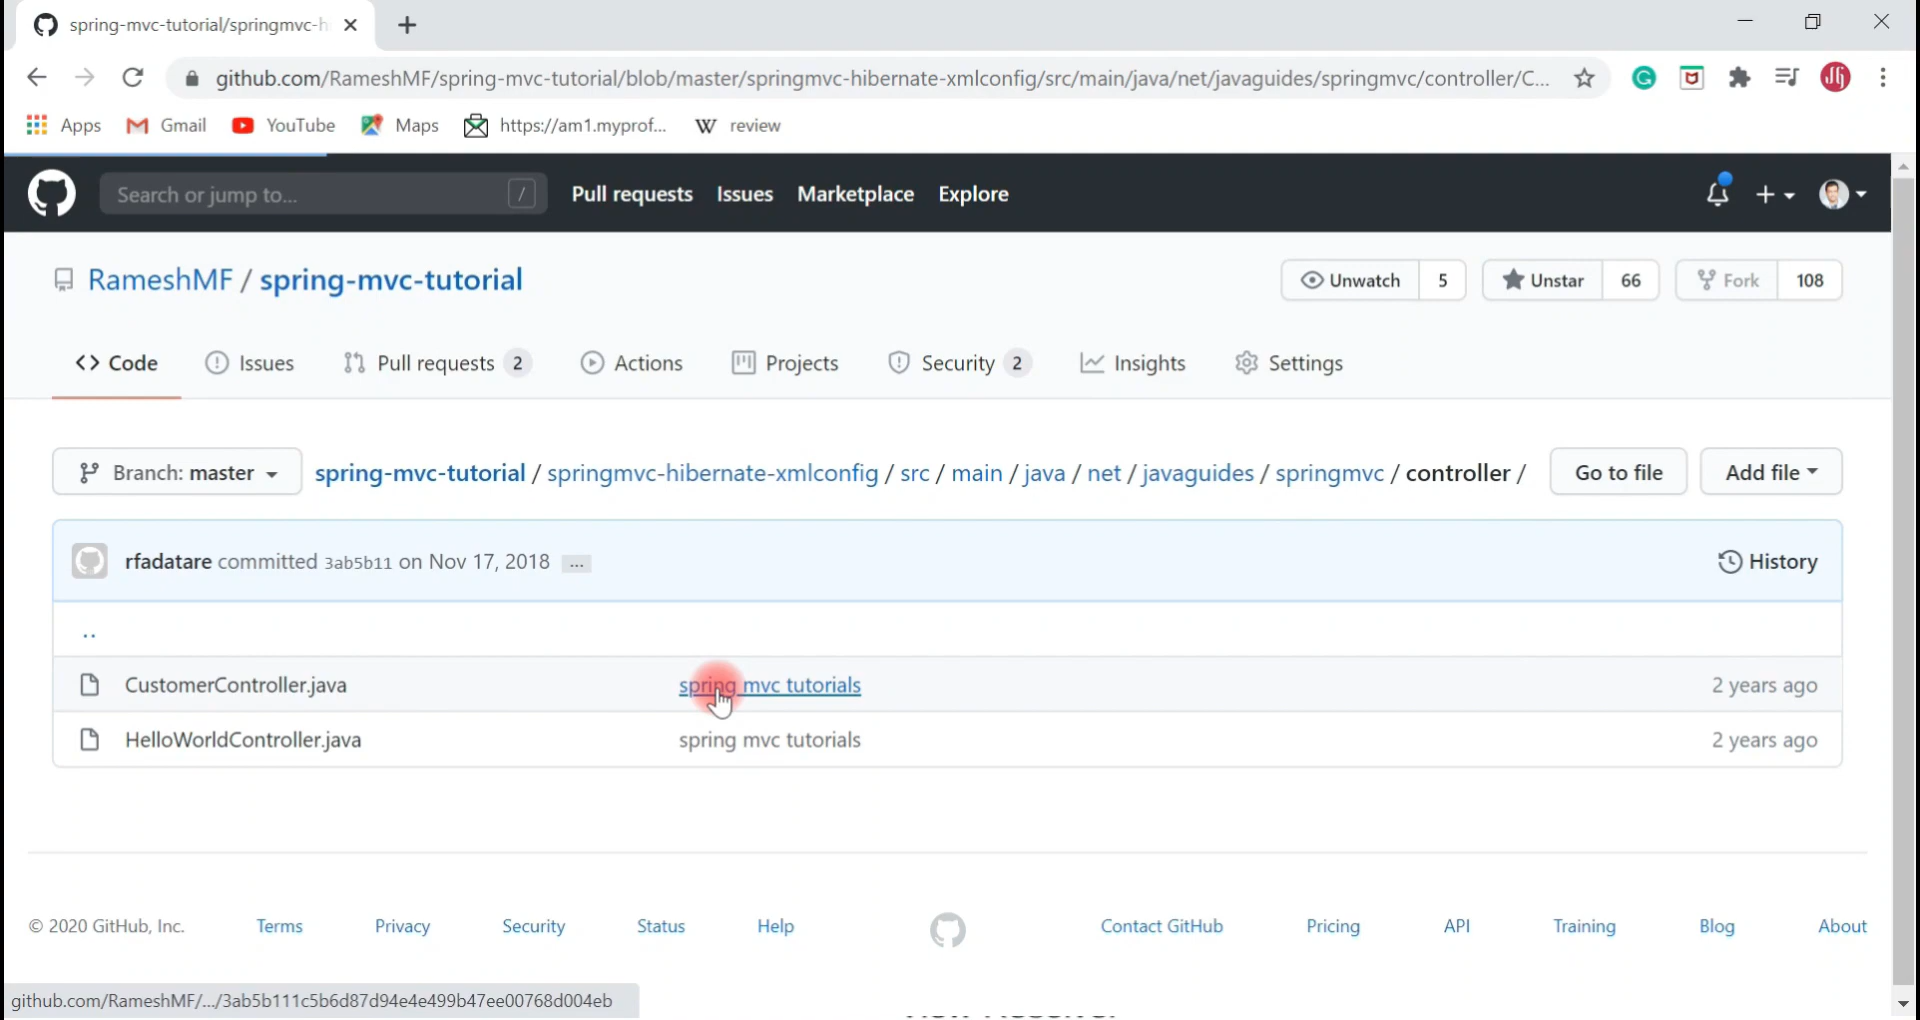 spring-mvc-tutorial/springmvc-h
github.com/RameshMF/spring-mvc-tutorial/blob/master/springmvc-hibernate-xmlconfig/src/main/java/net/javaguides/springmvc/controller/C...
Apps Gmail YouTube Maps https://am1.myprof... W review
Search or jump to... / Pull requests Issues Marketplace Explore
RameshMF / spring-mvc-tutorial Unwatch 5 Unstar 66 Fork 108
Code Issues Pull requests 2 Actions Projects Security 2 Insights Settings
Branch: master spring-mvc-tutorial / springmvc-hibernate-xmlconfig / src / main / java / net / javaguides / springmvc / controller / Go to file Add file
rfadatare committed 3ab5b11 on Nov 17, 2018 ... History
..
CustomerController.java spring mvc tutorials 2 years ago
HelloWorldController.java spring mvc tutorials 2 years ago
© 2020 GitHub, Inc. Terms Privacy Security Status Help Contact GitHub Pricing API Training Blog About
github.com/RameshMF/.../3ab5b111c5b6d87d94e4e499b47ee00768d004eb